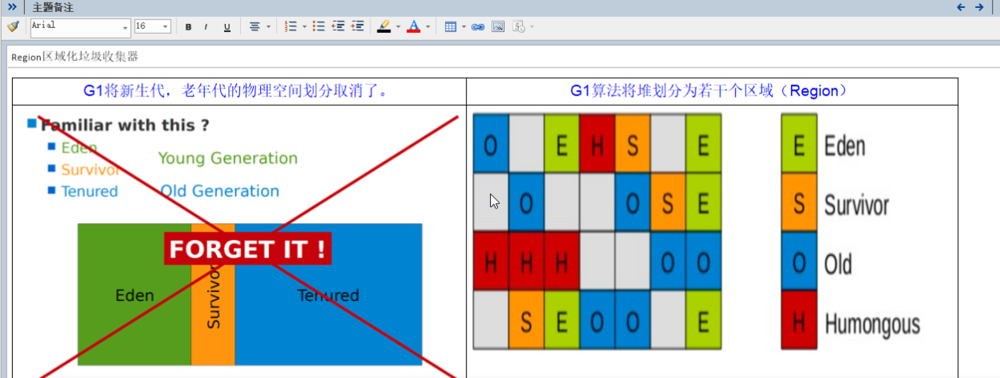 主题备注
Arial
16
B I U
A
Region区域化垃圾收集器
G1将新生代，老年代的物理空间划分取消了。
Familiar with this ?
Eden
Survivor
Tenured
Young Generation
Old Generation
FORGET IT !
Eden
Survivor
Tenured
G1算法将堆划分为若干个区域（Region）
O E H S E
O O S E
H H H O O
S E O O E
E Eden
S Survivor
O Old
H Humongous